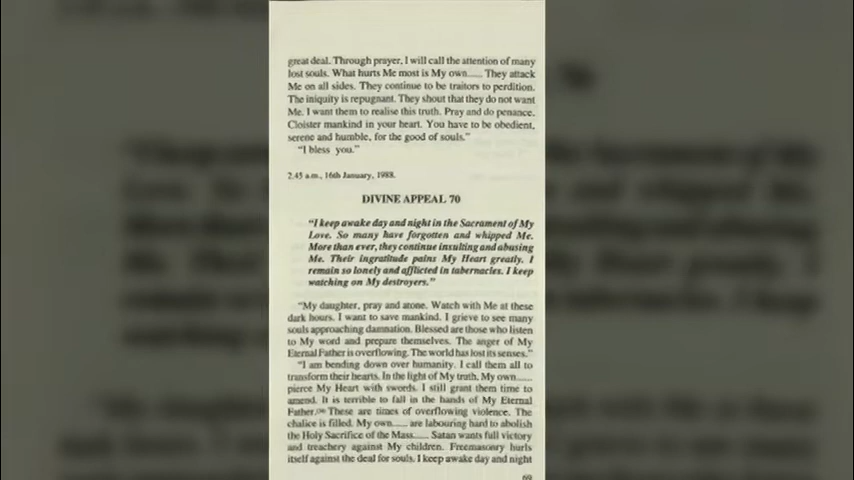 great deal. Through prayer, I will call the attention of many
lost souls. What hurts Me most is My own...... They attack
Me on all sides. They continue to be traitors to perdition.
The iniquity is repugnant. They shout that they do not want
Me. I want them to realise this truth. Pray and do penance.
Cloister mankind in your heart. You have to be obedient,
serene and humble, for the good of souls."
"I bless you."
2.45 a.m., 16th January, 1988.
DIVINE APPEAL 70
"I keep awake day and night in the Sacrament of My
Love. So many have forgotten and whipped Me.
More than ever, they continue insulting and abusing
Me. Their ingratitude pains My Heart greatly. I
remain so lonely and afflicted in tabernacles. I keep
watching on My destroyers."
"My daughter, pray and atone. Watch with Me at these
dark hours. I want to save mankind. I grieve to see many
souls approaching damnation. Blessed are those who listen
to My word and prepare themselves. The anger of My
Eternal Father is overflowing. The world has lost its senses."
"I am bending down over humanity. I call them all to
transform their hearts. In the light of My truth, My own......
pierce My Heart with swords. I still grant them time to
amend. It is terrible to fall in the hands of My Eternal
Father. These are times of overflowing violence. The
chalice is filled. My own...... are labouring hard to abolish
the Holy Sacrifice of the Mass...... Satan wants full victory
and treachery against My children. Freemasonry hurls
itself against the deal for souls. I keep awake day and night
69